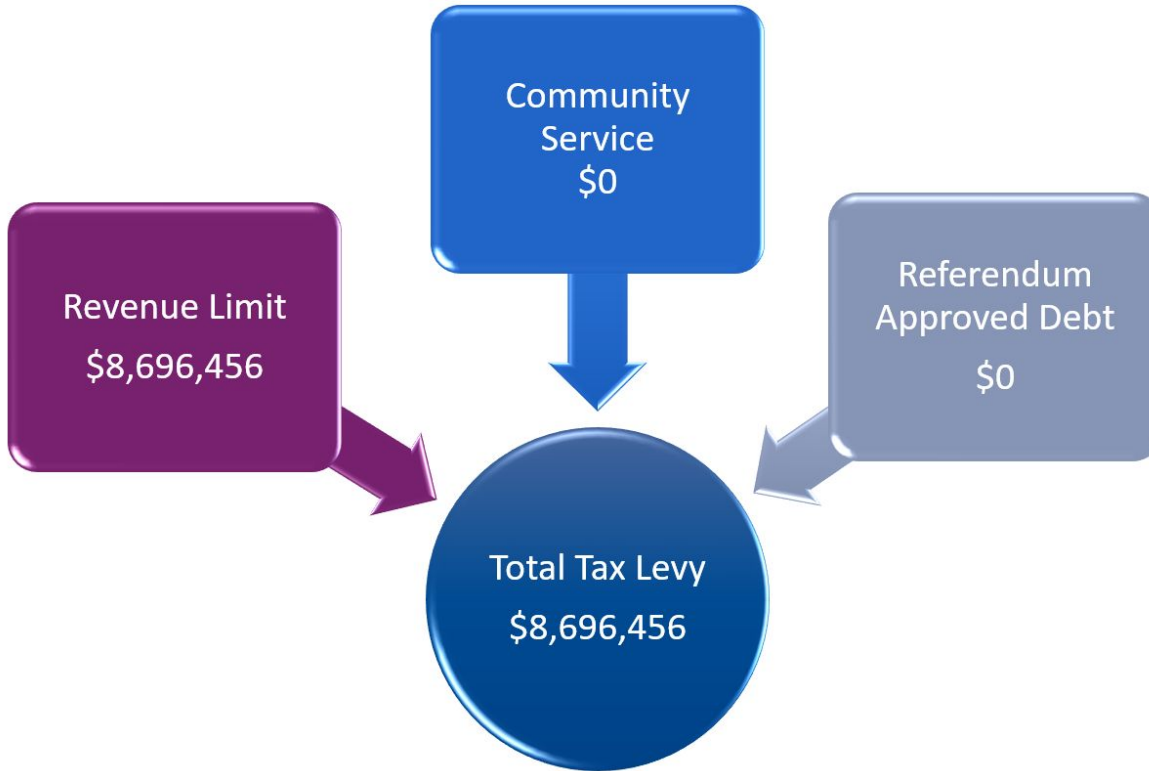 Community
Service
$0
Revenue Limit
$8,696,456
Referendum
Approved Debt
$0
Total Tax Levy
$8,696,456